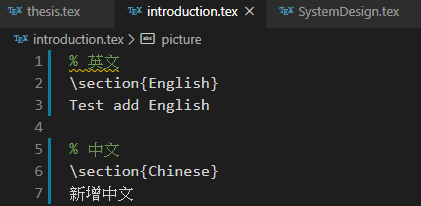 thesis.tex introduction.tex SystemDesign.tex
introduction.tex > picture
1 % 英文
2 \section{English}
3 Test add English
4
5 % 中文
6 \section{Chinese}
7 新增中文